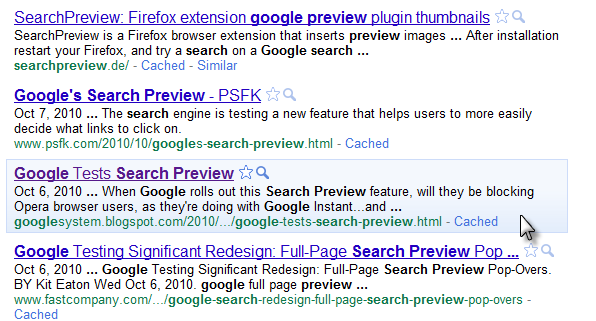 SearchPreview: Firefox extension google preview plugin thumbnails
SearchPreview is a Firefox browser extension that inserts preview images ... After installation
restart your Firefox, and try a search on a Google search ...
searchpreview.de/ - Cached - Similar
Google's Search Preview - PSFK
Oct 7, 2010 ... The search engine is testing a new feature that helps users to more easily
decide what links to click on.
www.psfk.com/2010/10/googles-search-preview.html - Cached
Google Tests Search Preview
Oct 6, 2010 ... When Google rolls out this Search Preview feature, will they be blocking
Opera browser users, as they're doing with Google Instant...and ...
googlesystem.blogspot.com/2010/.../google-tests-search-preview.html - Cached
Google Testing Significant Redesign: Full-Page Search Preview Pop ...
Oct 6, 2010 ... Google Testing Significant Redesign: Full-Page Search Preview Pop-Overs.
BY Kit Eaton Wed Oct 6, 2010. google full page preview ...
www.fastcompany.com/.../google-search-redesign-full-page-search-preview-pop-overs -
Cached